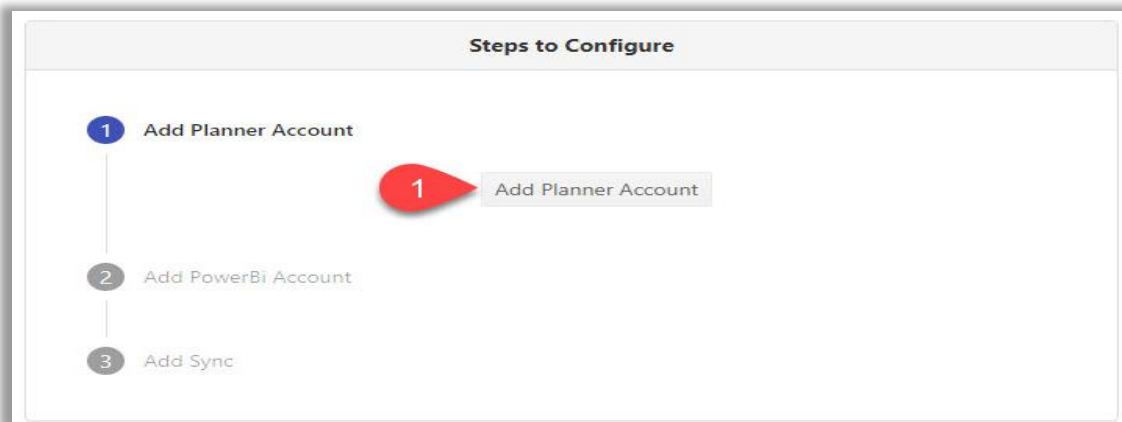 Steps to Configure
1 Add Planner Account
1 Add Planner Account
2 Add PowerBi Account
3 Add Sync